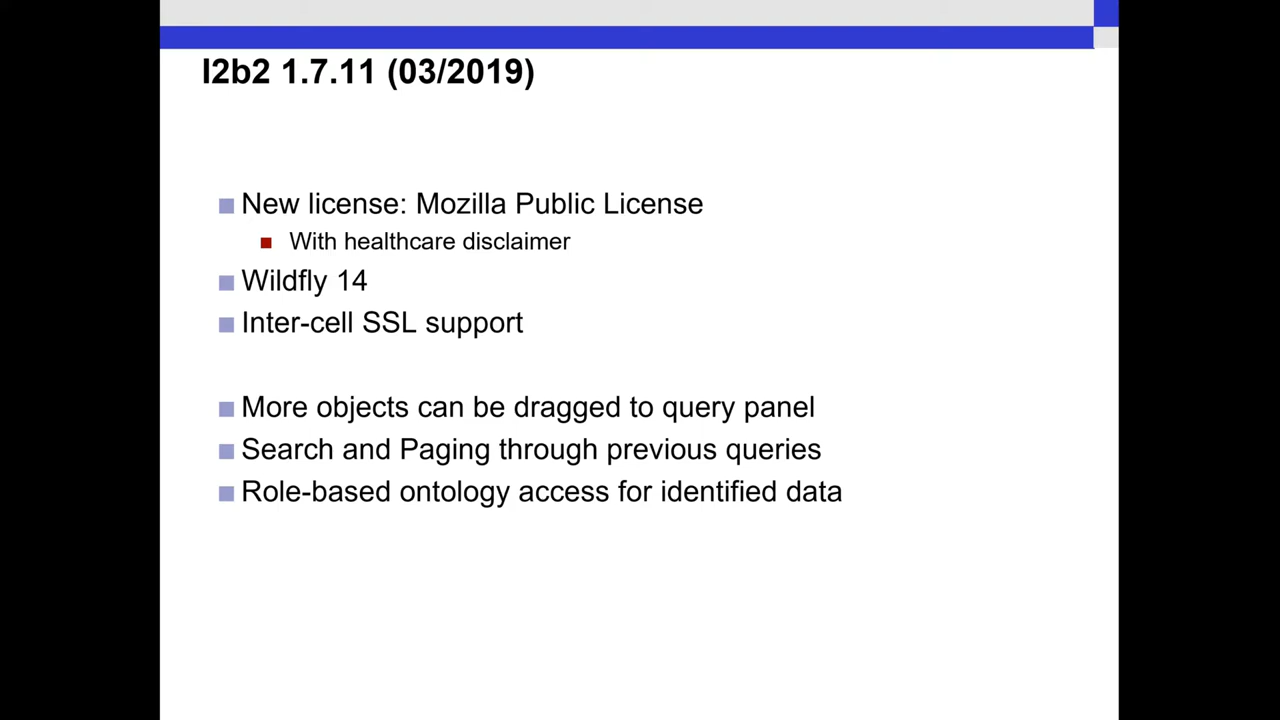 I2b2 1.7.11 (03/2019)
New license: Mozilla Public License
With healthcare disclaimer
Wildfly 14
Inter-cell SSL support
More objects can be dragged to query panel
Search and Paging through previous queries
Role-based ontology access for identified data